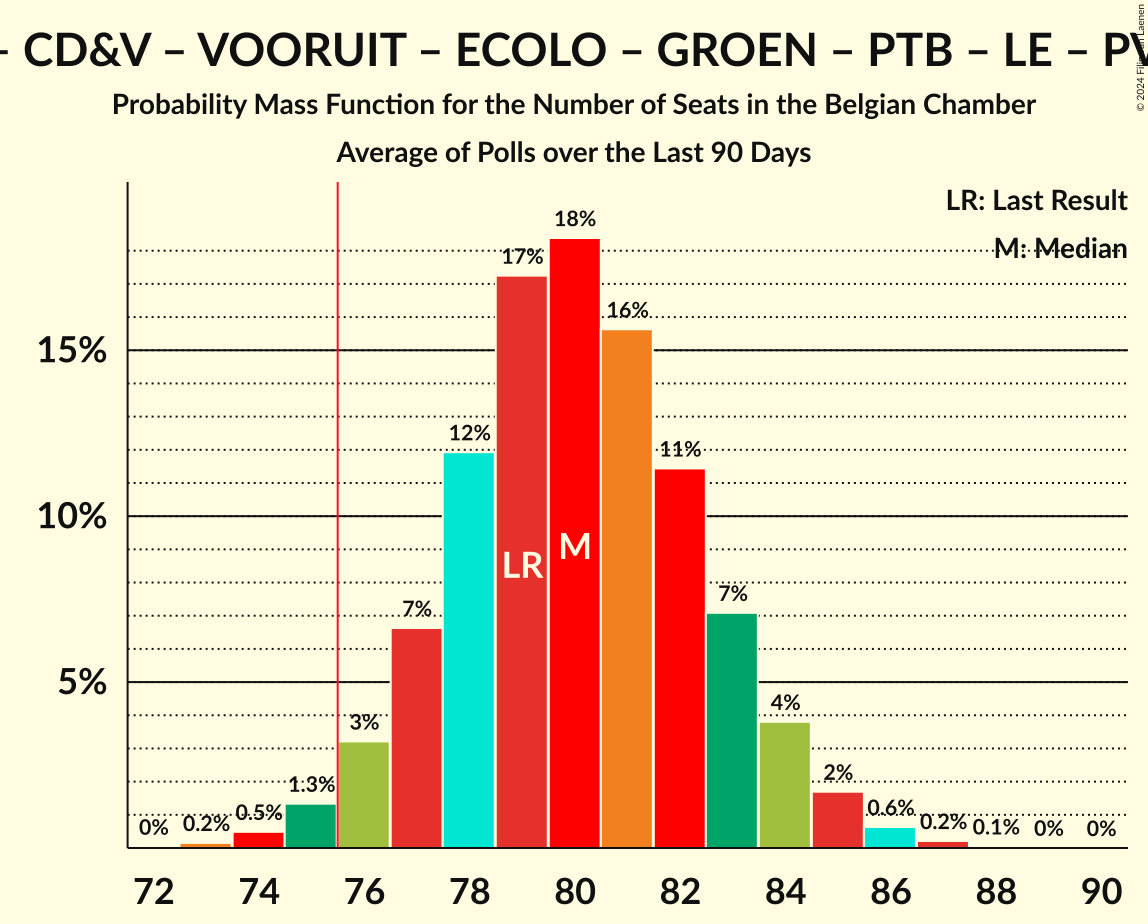 – CD&V – VOORUIT – ECOLO – GROEN – PTB – LE –
Probability Mass Function for the Number of Seats in the Belgian Chamber
Average of Polls over the Last 90 Days
© 2024
LR: Last Result
M: Median
18%
17%
16%
15%
12%
11%
10%
LR
M
7%
7%
5%
4%
3%
2%
1.3%
0.6%
0.5%
0.2%
0.2%
0.1%
0%
0%
0%
72 74 76 78 80 82 84 86 88 90